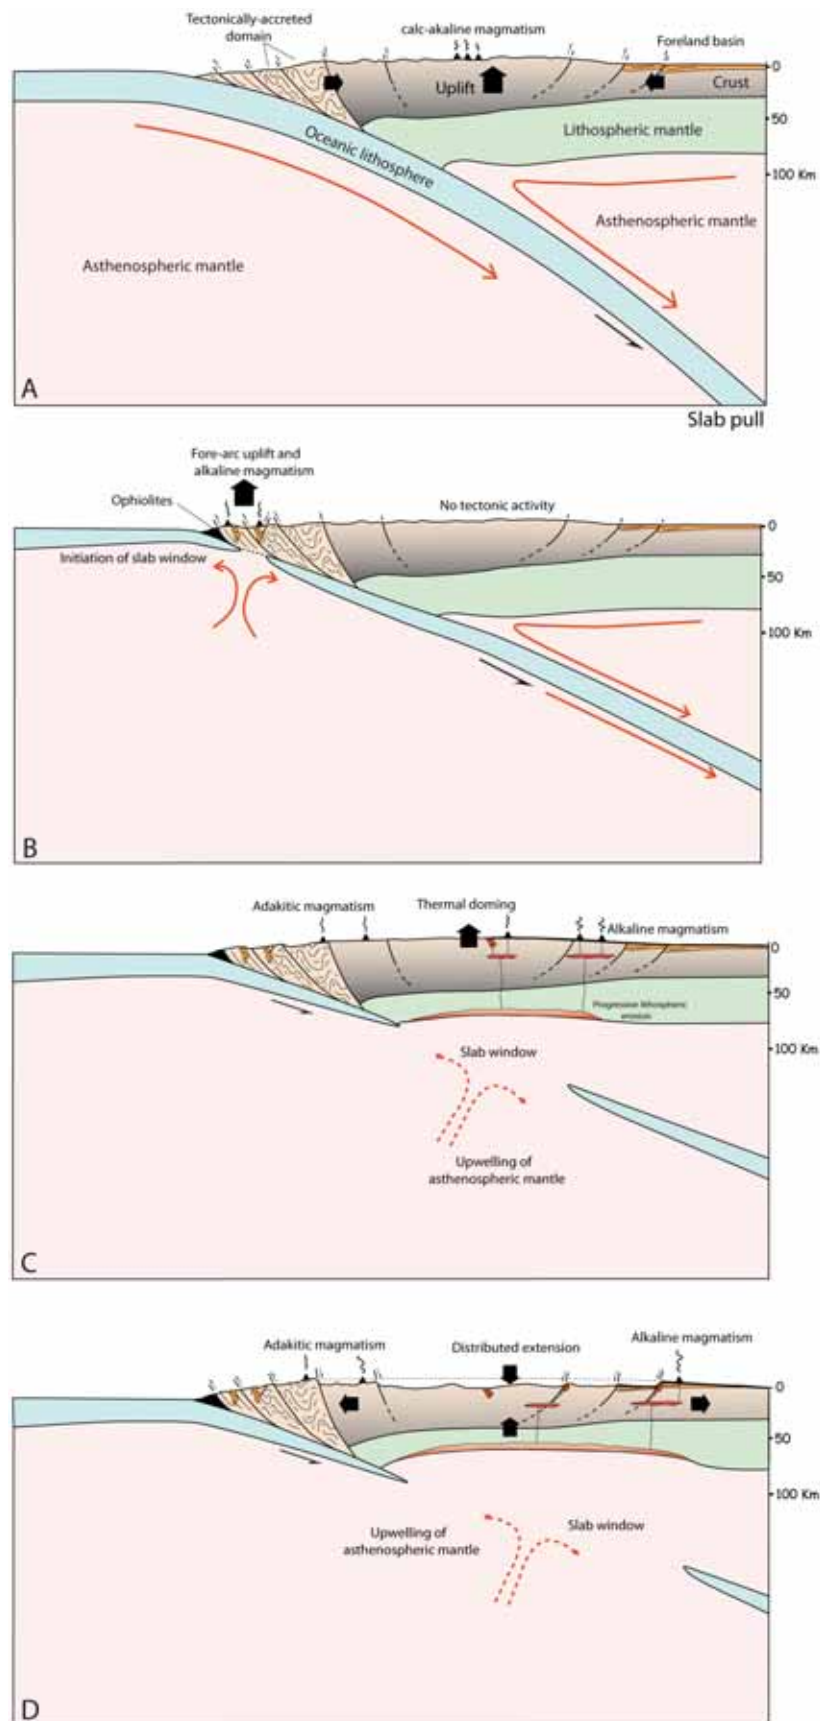 Tectonically-accreted
domain
calc-akaline magmatism
Foreland basin
0
Uplift
Crust
50
Oceanic lithosphere
Lithospheric mantle
100 Km
Asthenospheric mantle
Asthenospheric mantle
A
Slab pull
Fore-arc uplift and
alkaline magmatism
Ophiolites
No tectonic activity
0
Initiation of slab window
50
100 Km
B
Adakitic magmatism
Thermal doming
Alkaline magmatism
0
50
Progressive lithospheric
erosion
100 Km
Slab window
Upwelling of
asthenospheric mantle
C
Adakitic magmatism
Distributed extension
Alkaline magmatism
0
50
100 Km
Upwelling of
asthenospheric mantle
Slab window
D